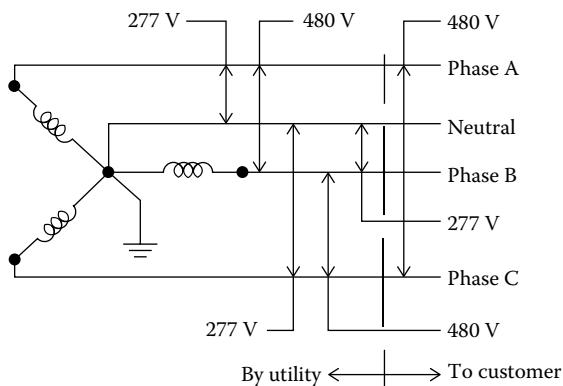 277 V
480 V
480 V
Phase A
Neutral
Phase B
277 V
Phase C
277 V
480 V
By utility
To customer